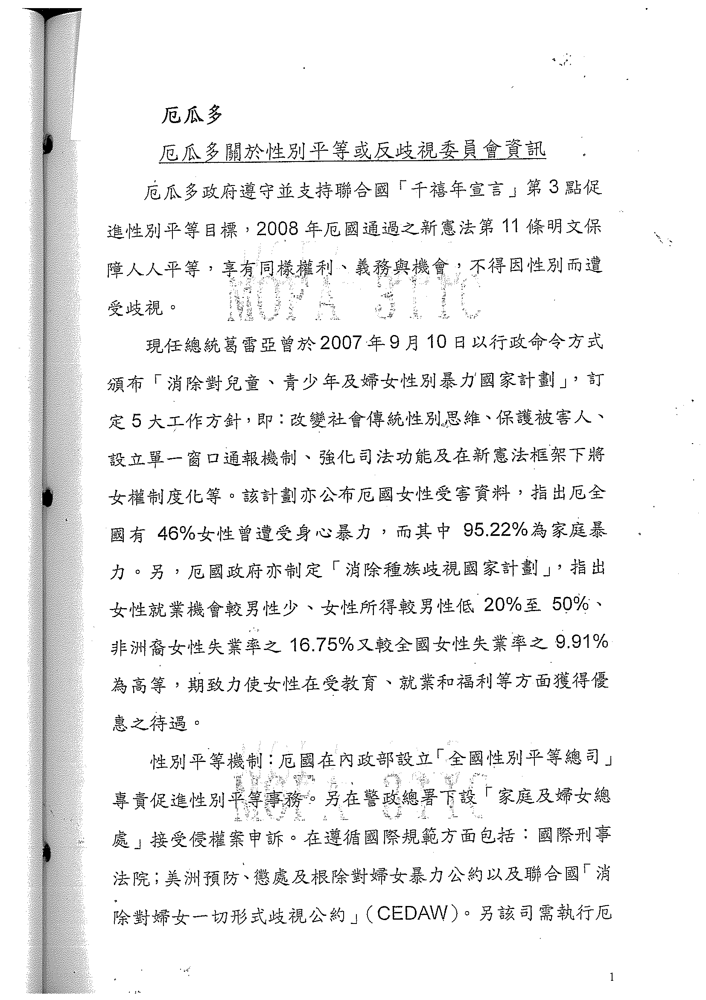 厄瓜多
厄瓜多關於性別平等或反歧視委員會資訊
厄瓜多政府遵守並支持聯合國「千禧年宣言」第 3 點促
進性別平等目標，2008 年厄國通過之新憲法第 11 條明文保
障人人平等，享有同樣權利、義務與機會，不得因性別而遭
受歧視。
MOFA
現任總統葛雷亞曾於 2007 年 9 月 10 日以行政命令方式
頒布「消除對兒童、青少年及婦女性別暴力國家計劃」，訂
定 5 大工作方針，即：改變社會傳統性別思維、保護被害人、
設立單一窗口通報機制、強化司法功能及在新憲法框架下將
女權制度化等。該計劃亦公布厄國女性受害資料，指出厄全
國有 46%女性曾遭受身心暴力，而其中 95.22%為家庭暴
力。另，厄國政府亦制定「消除種族歧視國家計劃」，指出
女性就業機會較男性少、女性所得較男性低 20%至 50%、
非洲裔女性失業率之 16.75%又較全國女性失業率之 9.91%
為高等，期致力使女性在受教育、就業和福利等方面獲得優
惠之待遇。
性別平等機制：厄國在內政部設立「全國性別平等總司」
專責促進性別平等事務。另在警政總署下設「家庭及婦女總
MOFA
處」接受侵權案申訴。在遵循國際規範方面包括：國際刑事
法院；美洲預防、懲處及根除對婦女暴力公約以及聯合國「消
除對婦女一切形式歧視公約」（CEDAW）。另該司需執行厄
1